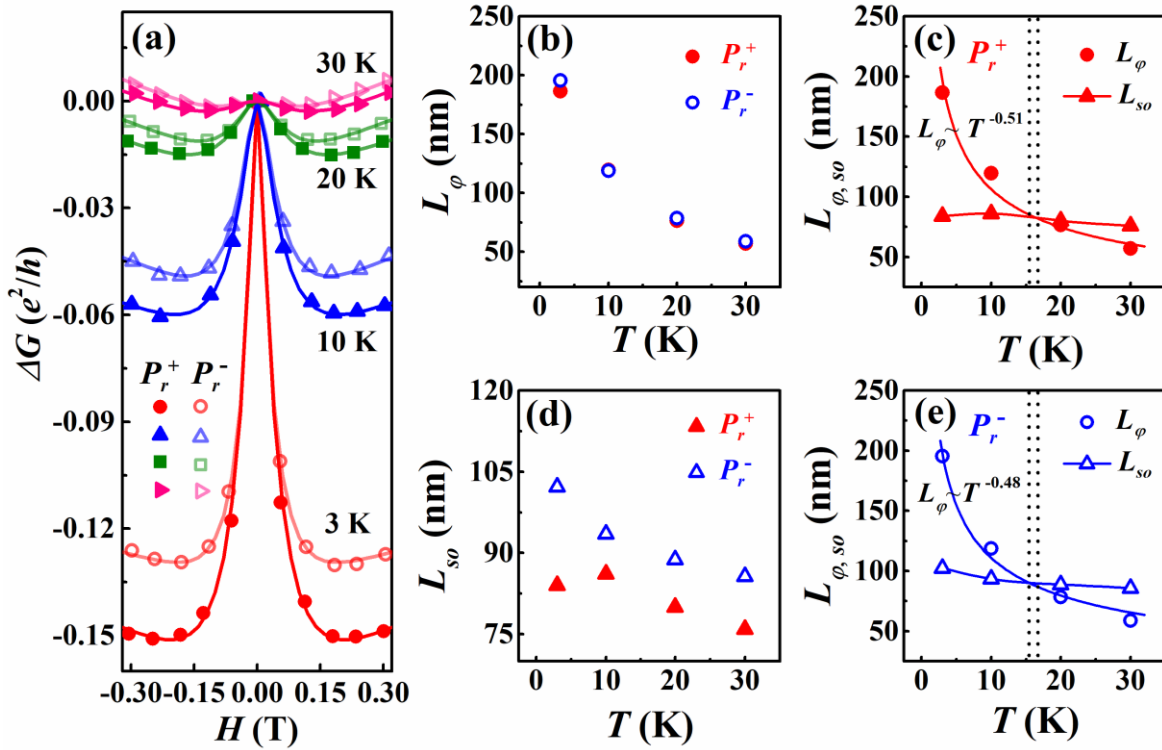 (a)
30 K
20 K
10 K
3 K
P_r^+ P_r^-
0.00
-0.03
-0.06
-0.09
-0.12
-0.15
ΔG (e²/h)
-0.30 -0.15 0.00 0.15 0.30
H (T)
(b)
P_r^+
P_r^-
250
200
150
100
50
L_φ (nm)
0 10 20 30
T (K)
(c)
P_r^+
L_φ
L_so
L_φ ~ T^-0.51
250
200
150
100
50
L_φ, so (nm)
0 10 20 30
T (K)
(d)
P_r^+
P_r^-
120
105
90
75
L_so (nm)
0 10 20 30
T (K)
(e)
P_r^-
L_φ
L_so
L_φ ~ T^-0.48
250
200
150
100
50
L_φ, so (nm)
0 10 20 30
T (K)